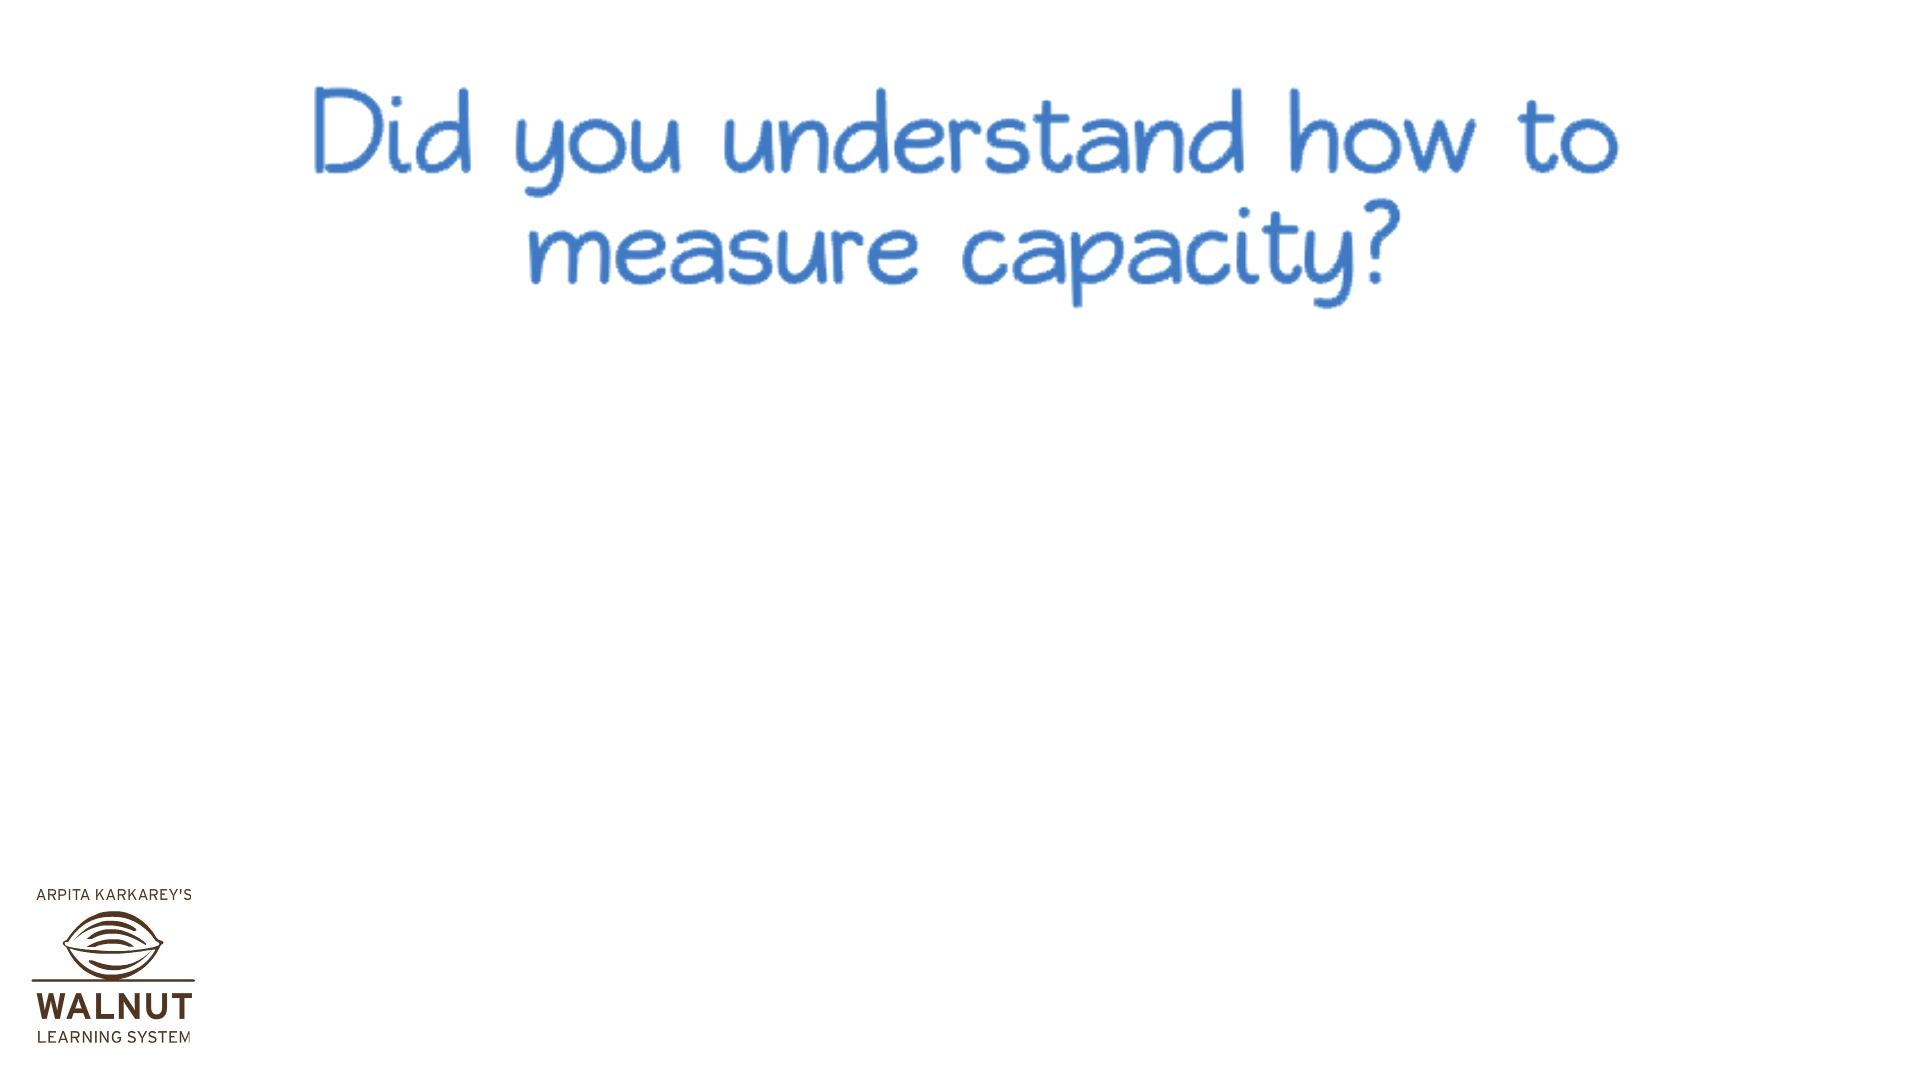 Did you understand how to
measure capacity?
ARPITA KARKAREY'S
WALNUT
LEARNING SYSTEM